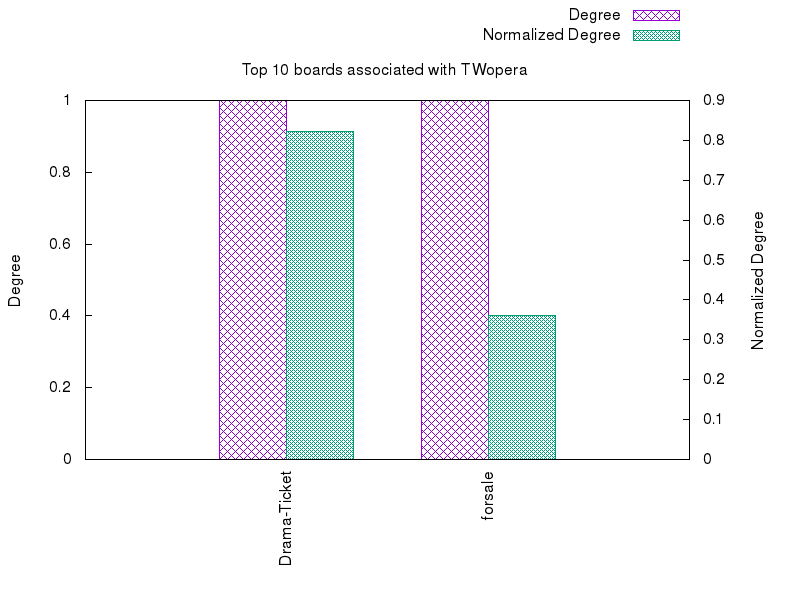 Degree
Normalized Degree
Top 10 boards associated with TWopera
1
0.8
0.6
0.4
0.2
0
Degree
0.9
0.8
0.7
0.6
0.5
0.4
0.3
0.2
0.1
0
Normalized Degree
Drama-Ticket
forsale